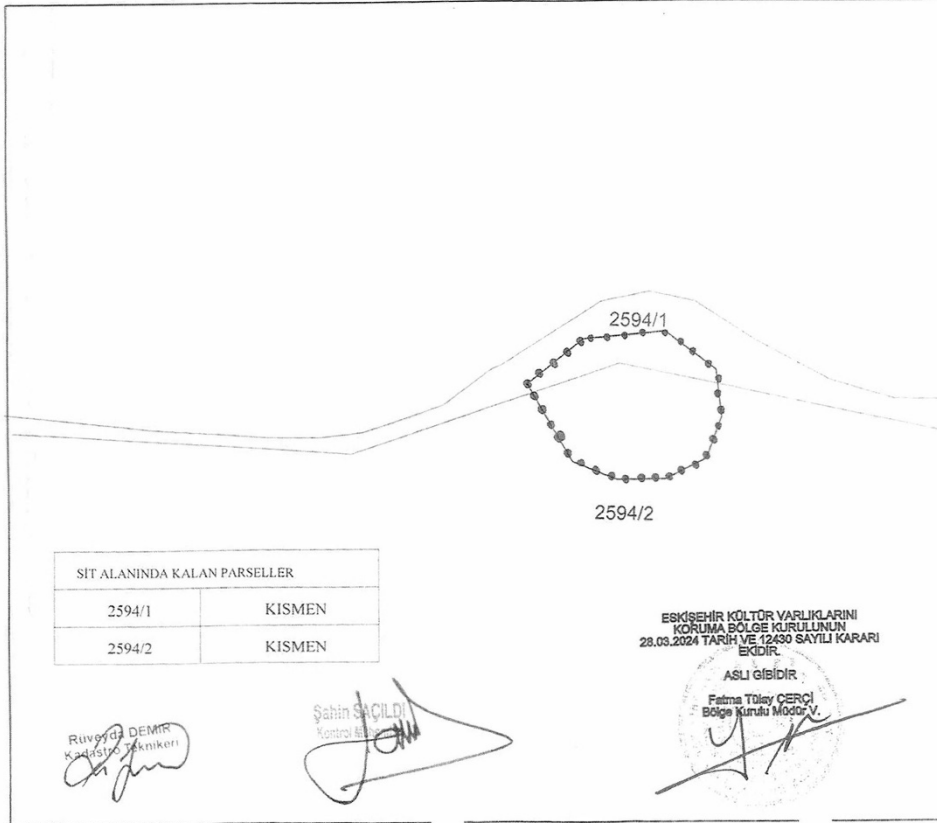 2594/1
2594/2
SİT ALANINDA KALAN PARSELLER
2594/1 KISMEN
2594/2 KISMEN
ESKİŞEHİR KÜLTÜR VARLIKLARINI
KORUMA BÖLGE KURULUNUN
28.03.2024 TARİH VE 12430 SAYILI KARARI
EKİDİR.
ASLI GİBİDİR
Fatma Tülay ÇERÇİ
Bölge Kurulu Müdür V.
Şahin SAÇILDI
Kontrol
Rüveyda DEMİR
Kadastro Teknikeri